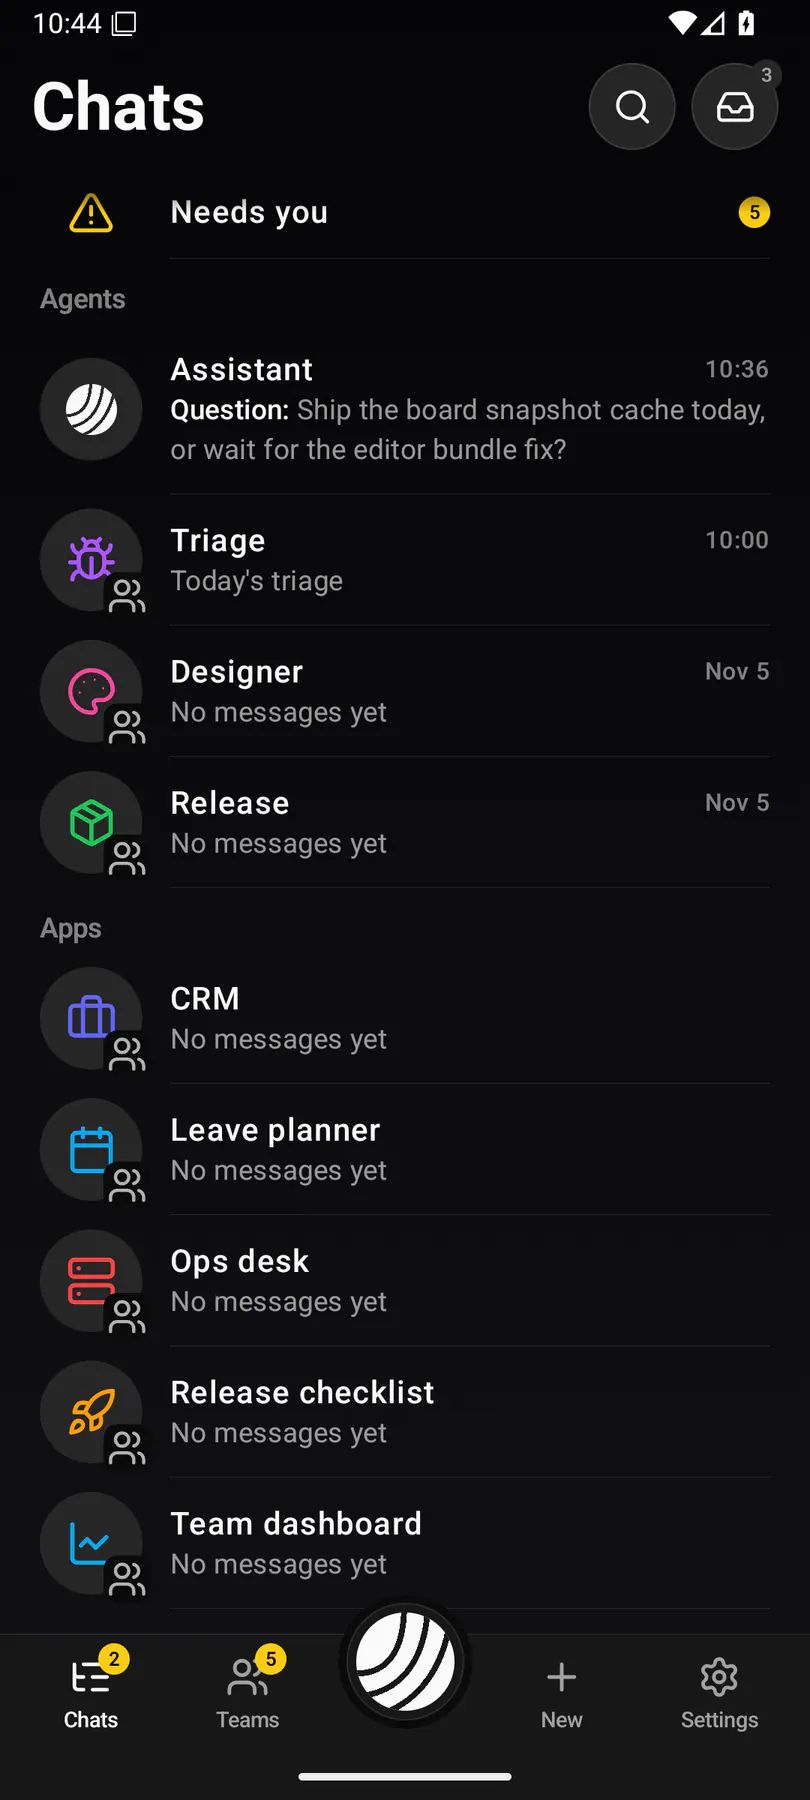 10:44
Chats
3
Needs you
5
Agents
Assistant
10:36
Question: Ship the board snapshot cache today,
or wait for the editor bundle fix?
Triage
10:00
Today's triage
Designer
Nov 5
No messages yet
Release
Nov 5
No messages yet
Apps
CRM
No messages yet
Leave planner
No messages yet
Ops desk
No messages yet
Release checklist
No messages yet
Team dashboard
No messages yet
2
5
Chats
Teams
New
Settings